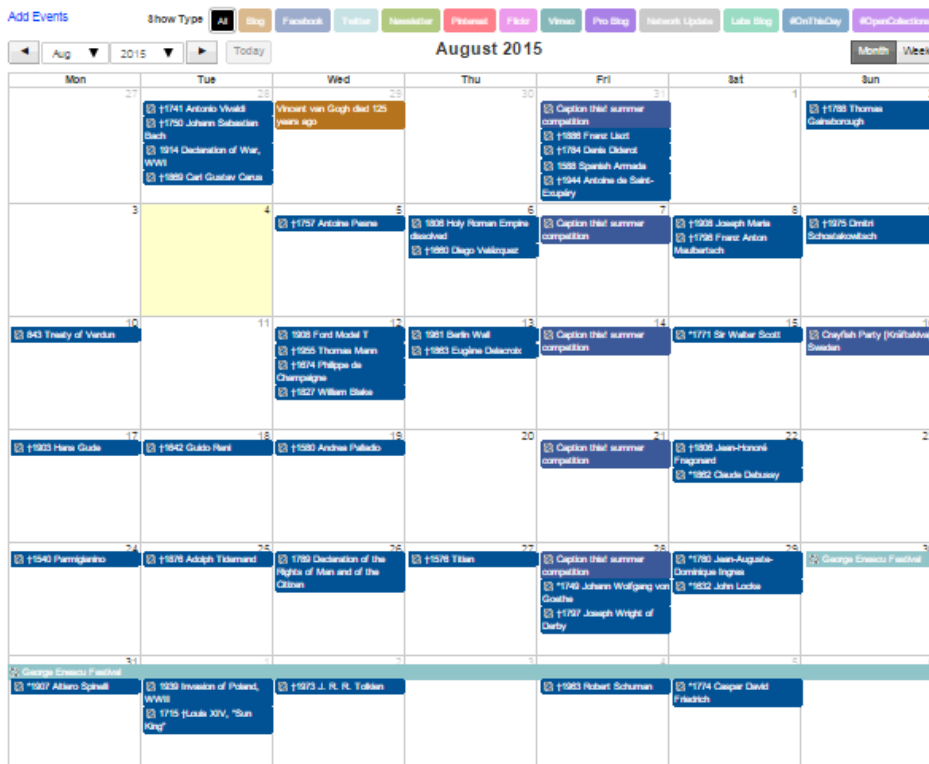 Add Events
Show Type All Blog Facebook Twitter Newsletter Pinterest Flickr Vimeo Pro Blog Network Update Labs Blog #OnThisDay #OpenCollections
Aug 2015 Today
August 2015
Month Week
Mon Tue Wed Thu Fri Sat Sun
27 28 29 30 31 1
†1741 Antonio Vivaldi
†1750 Johann Sebastian
Bach
1914 Declaration of War,
WWI
†1869 Carl Gustav Carus
Vincent van Gogh died 125
years ago
Caption this! summer
competition
†1886 Franz Liszt
†1784 Denis Diderot
1588 Spanish Armada
†1944 Antoine de Saint-
Exupéry
†1788 Thomas
Gainsborough
3 4 5 6 7 8
†1757 Antoine Pesne
1806 Holy Roman Empire
dissolved
†1660 Diego Velázquez
Caption this! summer
competition
†1908 Joseph Maria
†1796 Franz Anton
Maulbertsch
†1975 Dmitri
Schostakowitsch
10 11 12 13 14 15
843 Treaty of Verdun
1908 Ford Model T
†1955 Thomas Mann
†1674 Philippe de
Champaigne
†1827 William Blake
1961 Berlin Wall
†1863 Eugène Delacroix
Caption this! summer
competition
*1771 Sir Walter Scott
Crayfish Party
Sweden
17 18 19 20 21 22
†1903 Hans Gude
†1642 Guido Reni
†1580 Andrea Palladio
Caption this! summer
competition
†1806 Jean-Honoré
Fragonard
*1862 Claude Debussy
24 25 26 27 28 29
†1540 Parmigianino
†1876 Adolph Tidemand
1789 Declaration of the
Rights of Man and of the
Citizen
†1576 Titian
Caption this! summer
competition
*1749 Johann Wolfgang von
Goethe
†1797 Joseph Wright of
Derby
*1780 Jean-Auguste-
Dominique Ingres
*1632 John Locke
George Enescu Festival
31 1 2 3 4 5
George Enescu Festival
*1907 Altiero Spinelli
1939 Invasion of Poland,
WWII
1715 †Louis XIV, "Sun
King"
†1973 J. R. R. Tolkien
†1963 Robert Schuman
*1774 Caspar David
Friedrich